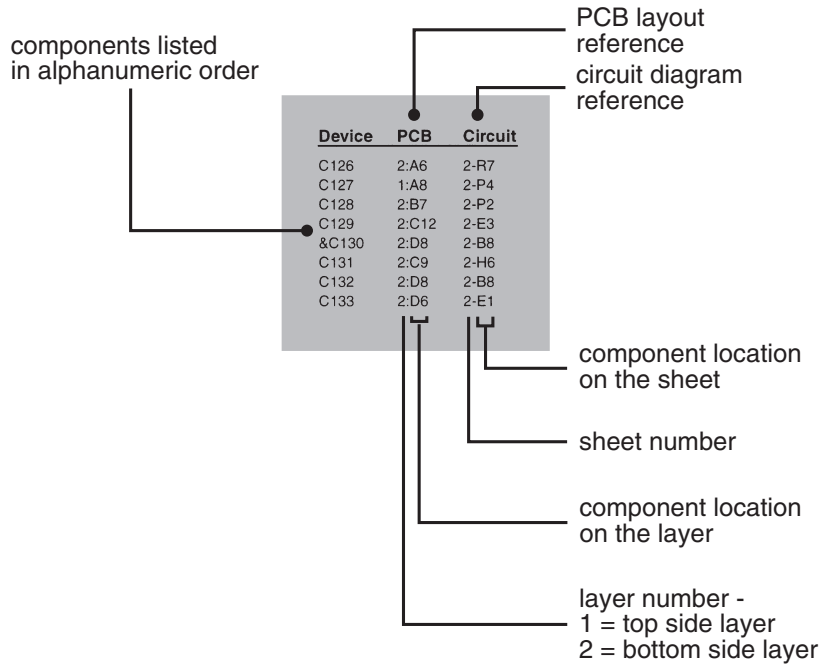 PCB layout
reference
components listed
in alphanumeric order
circuit diagram
reference
Device PCB Circuit
C126 2:A6 2-R7
C127 1:A8 2-P4
C128 2:B7 2-P2
C129 2:C12 2-E3
&C130 2:D8 2-B8
C131 2:C9 2-H6
C132 2:D8 2-B8
C133 2:D6 2-E1
component location
on the sheet
sheet number
component location
on the layer
layer number -
1 = top side layer
2 = bottom side layer